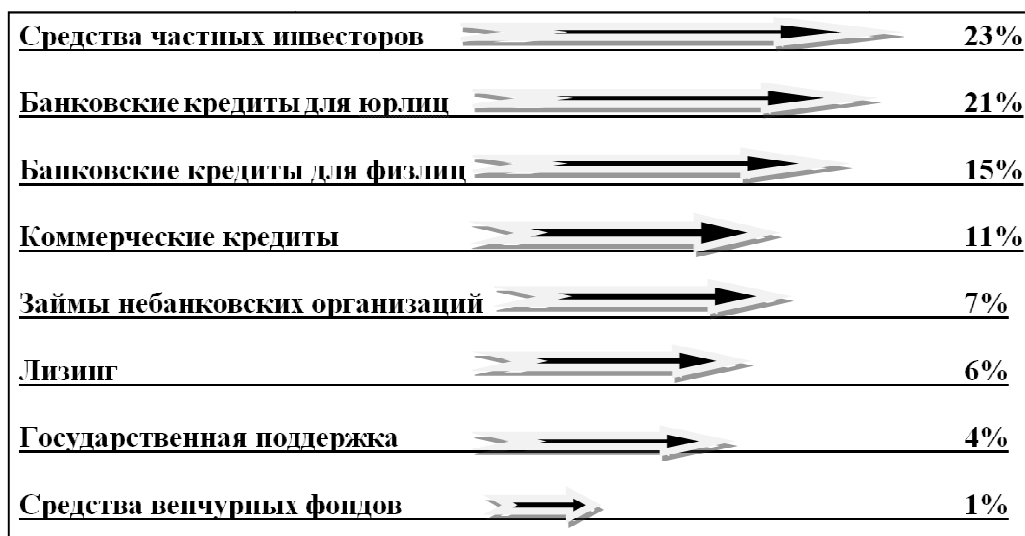 Средства частных инвесторов 23%
Банковские кредиты для юрлиц 21%
Банковские кредиты для физлиц 15%
Коммерческие кредиты 11%
Займы небанковских организаций 7%
Лизинг 6%
Государственная поддержка 4%
Средства венчурных фондов 1%